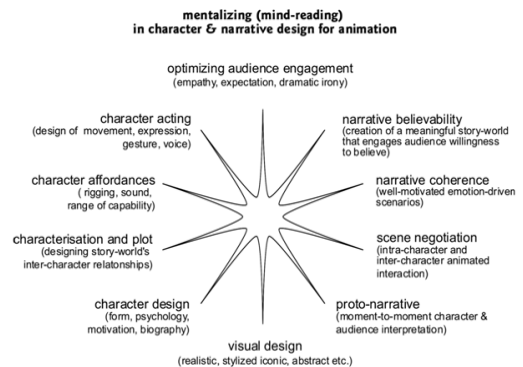 mentalizing (mind-reading)
in character & narrative design for animation
optimizing audience engagement
(empathy, expectation, dramatic irony)
character acting
(design of movement, expression,
gesture, voice)
narrative believability
(creation of a meaningful story-world
that engages audience willingness
to believe)
character affordances
( rigging, sound,
range of capability)
narrative coherence
(well-motivated emotion-driven
scenarios)
characterisation and plot
(designing story-world's
inter-character relatonships)
scene negotiation
(intra-character and
inter-character animated
interaction)
character design
(form, psychology,
motivation, biography)
proto-narrative
(moment-to-moment character &
audience interpretation)
visual design
(realistic, stylized iconic, abstract etc.)